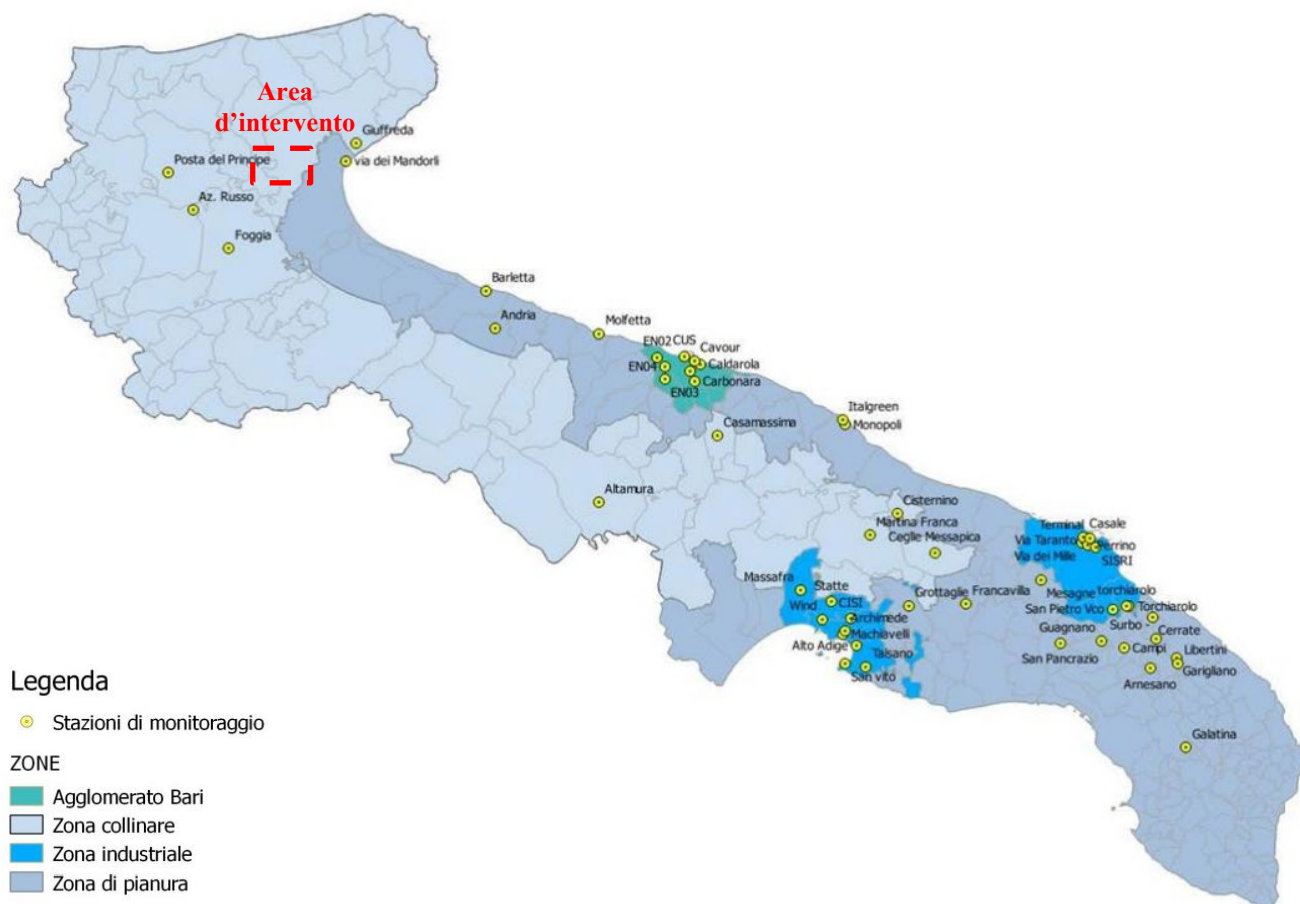 Area
d'intervento
Giuffreda
Posta del Principe
via dei Mandorli
Az. Russo
Foggia
Barletta
Andria
Molfetta
EN02
CUS
Cavour
EN04
Caldarola
EN03
Carbonara
Italgreen
Monopoli
Casamassima
Altamura
Cisternino
Martina Franca
Ceglie Messapica
Terminal
Casale
Via Taranto
Perrino
Via dei Mille
SISRI
Massafra
Statte
Mesagne
torchiarolo
Wind
CISI
Grottaglie
Francavilla
San Pietro Vco
Torchiarolo
Archimede
Guagnano
Surbo
Cerrate
Machiavelli
Alto Adige
Talsano
San Pancrazio
Campi
Libertini
San vito
Arnesano
Garigliano
Galatina
Legenda
Stazioni di monitoraggio
ZONE
Agglomerato Bari
Zona collinare
Zona industriale
Zona di pianura